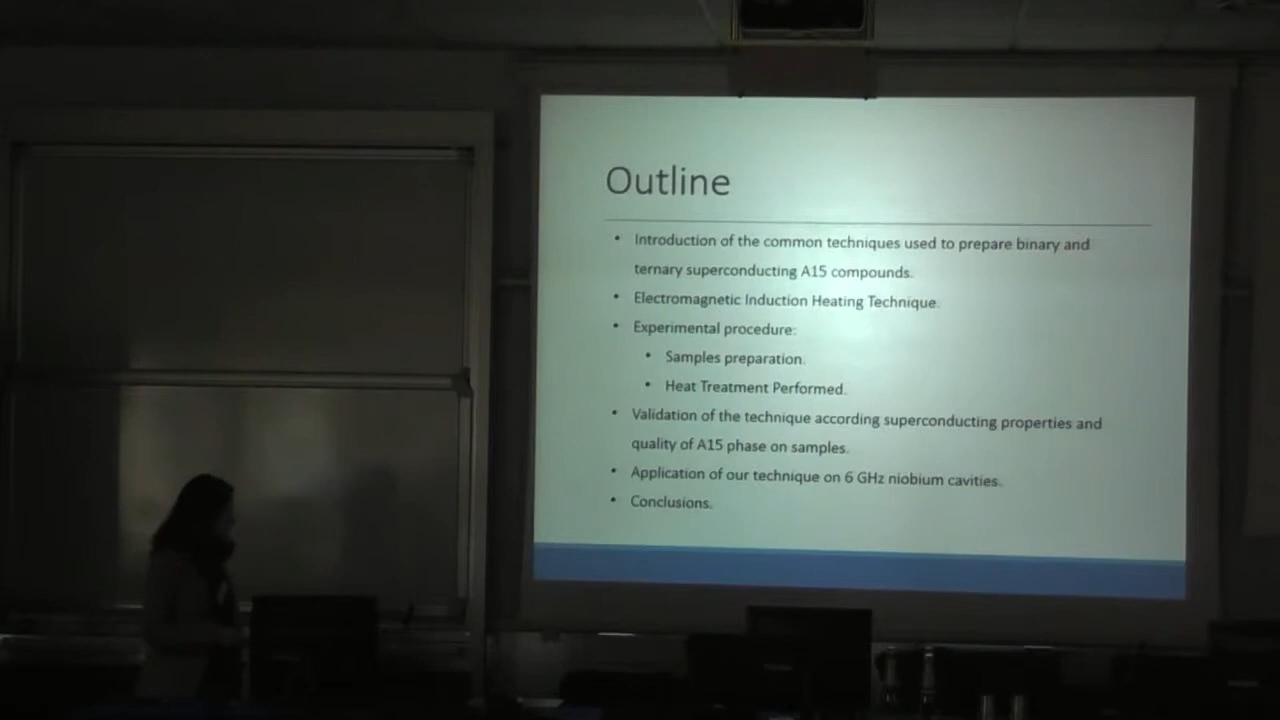 Outline
• Introduction of the common techniques used to prepare binary and
ternary superconducting A15 compounds.
• Electromagnetic Induction Heating Technique.
• Experimental procedure:
• Samples preparation.
• Heat Treatment Performed.
• Validation of the technique according superconducting properties and
quality of A15 phase on samples.
• Application of our technique on 6 GHz niobium cavities.
• Conclusions.